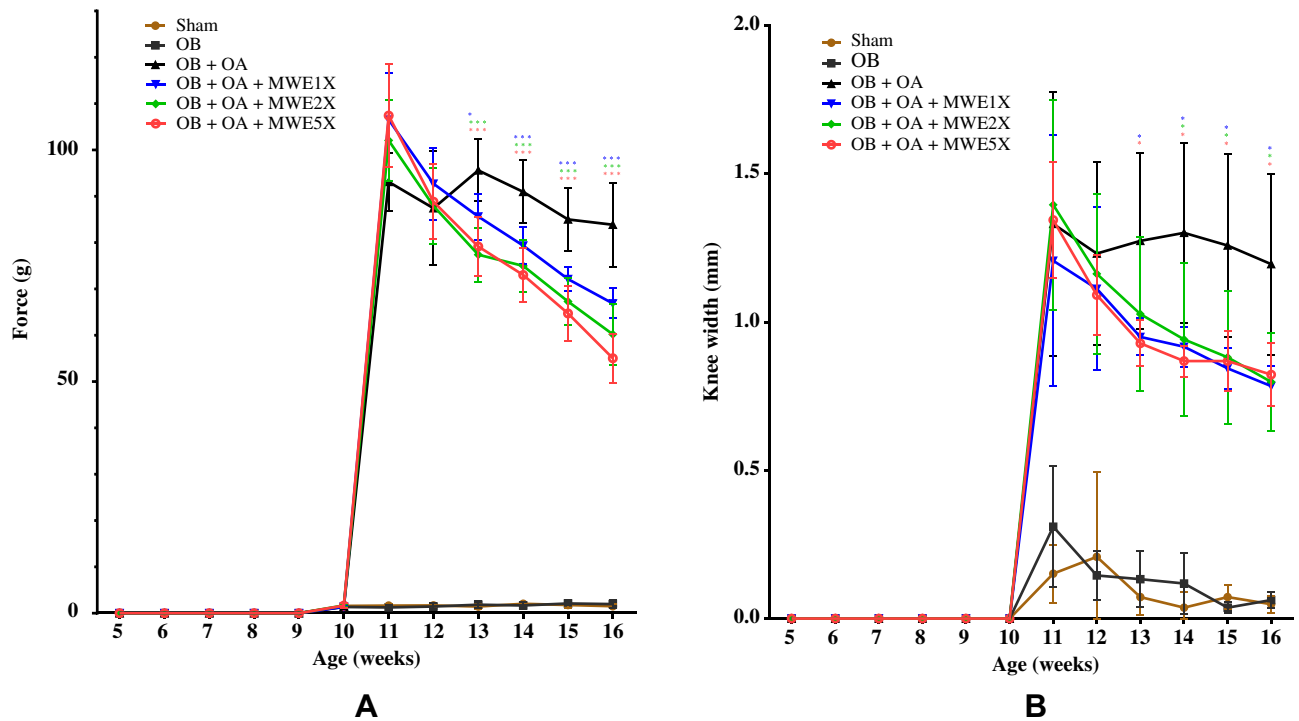 Sham
OB
OB + OA
OB + OA + MWE1X
OB + OA + MWE2X
OB + OA + MWE5X
100
50
0
Force (g)
5 6 7 8 9 10 11 12 13 14 15 16
Age (weeks)
* *** ***
*** *** ***
*** *** ***
*** *** ***
A
Sham
OB
OB + OA
OB + OA + MWE1X
OB + OA + MWE2X
OB + OA + MWE5X
2.0
1.5
1.0
0.5
0.0
Knee width (mm)
5 6 7 8 9 10 11 12 13 14 15 16
Age (weeks)
* *
* * *
* * *
* * *
B